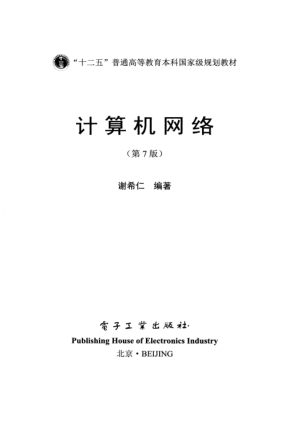 “十二五”普通高等教育本科国家级规划教材
计算机网络
（第 7 版）
谢希仁 编著
电子工业出版社
Publishing House of Electronics Industry
北京·BEIJING